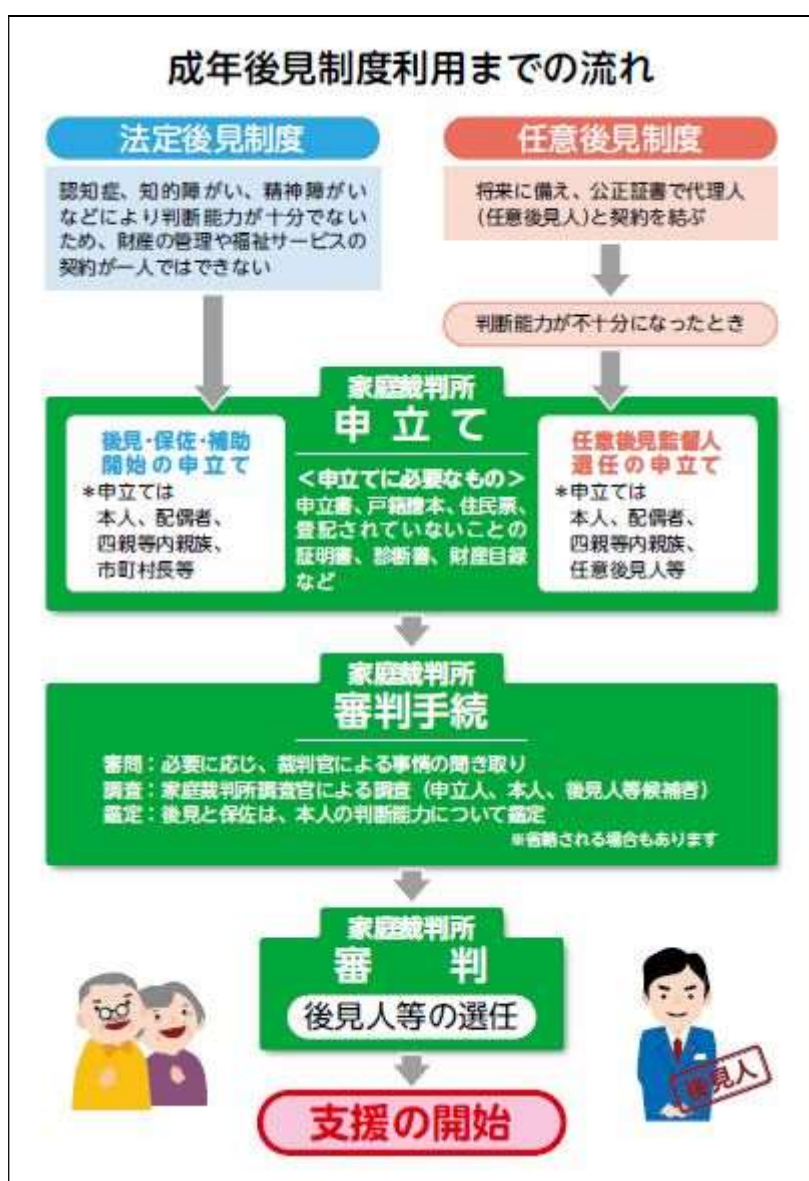 成年後見制度利用までの流れ
法定後見制度
認知症、知的障がい、精神障がい
などにより判断能力が十分でない
ため、財産の管理や福祉サービスの
契約が一人ではできない
任意後見制度
将来に備え、公正証書で代理人
(任意後見人)と契約を結ぶ
判断能力が不十分になったとき
家庭裁判所
申立て
後見・保佐・補助
開始の申立て
＊申立ては
本人、配偶者、
四親等内親族、
市町村長等
＜申立てに必要なもの＞
申立書、戸籍謄本、住民票、
登記されていないことの
証明書、診断書、財産目録
など
任意後見監督人
選任の申立て
＊申立ては
本人、配偶者、
四親等内親族、
任意後見人等
家庭裁判所
審判手続
審問：必要に応じ、裁判官による事情の聞き取り
調査：家庭裁判所調査官による調査（申立人、本人、後見人等候補者）
鑑定：後見と保佐は、本人の判断能力について鑑定
※省略される場合もあります
家庭裁判所
審判
後見人等の選任
後見人
支援の開始